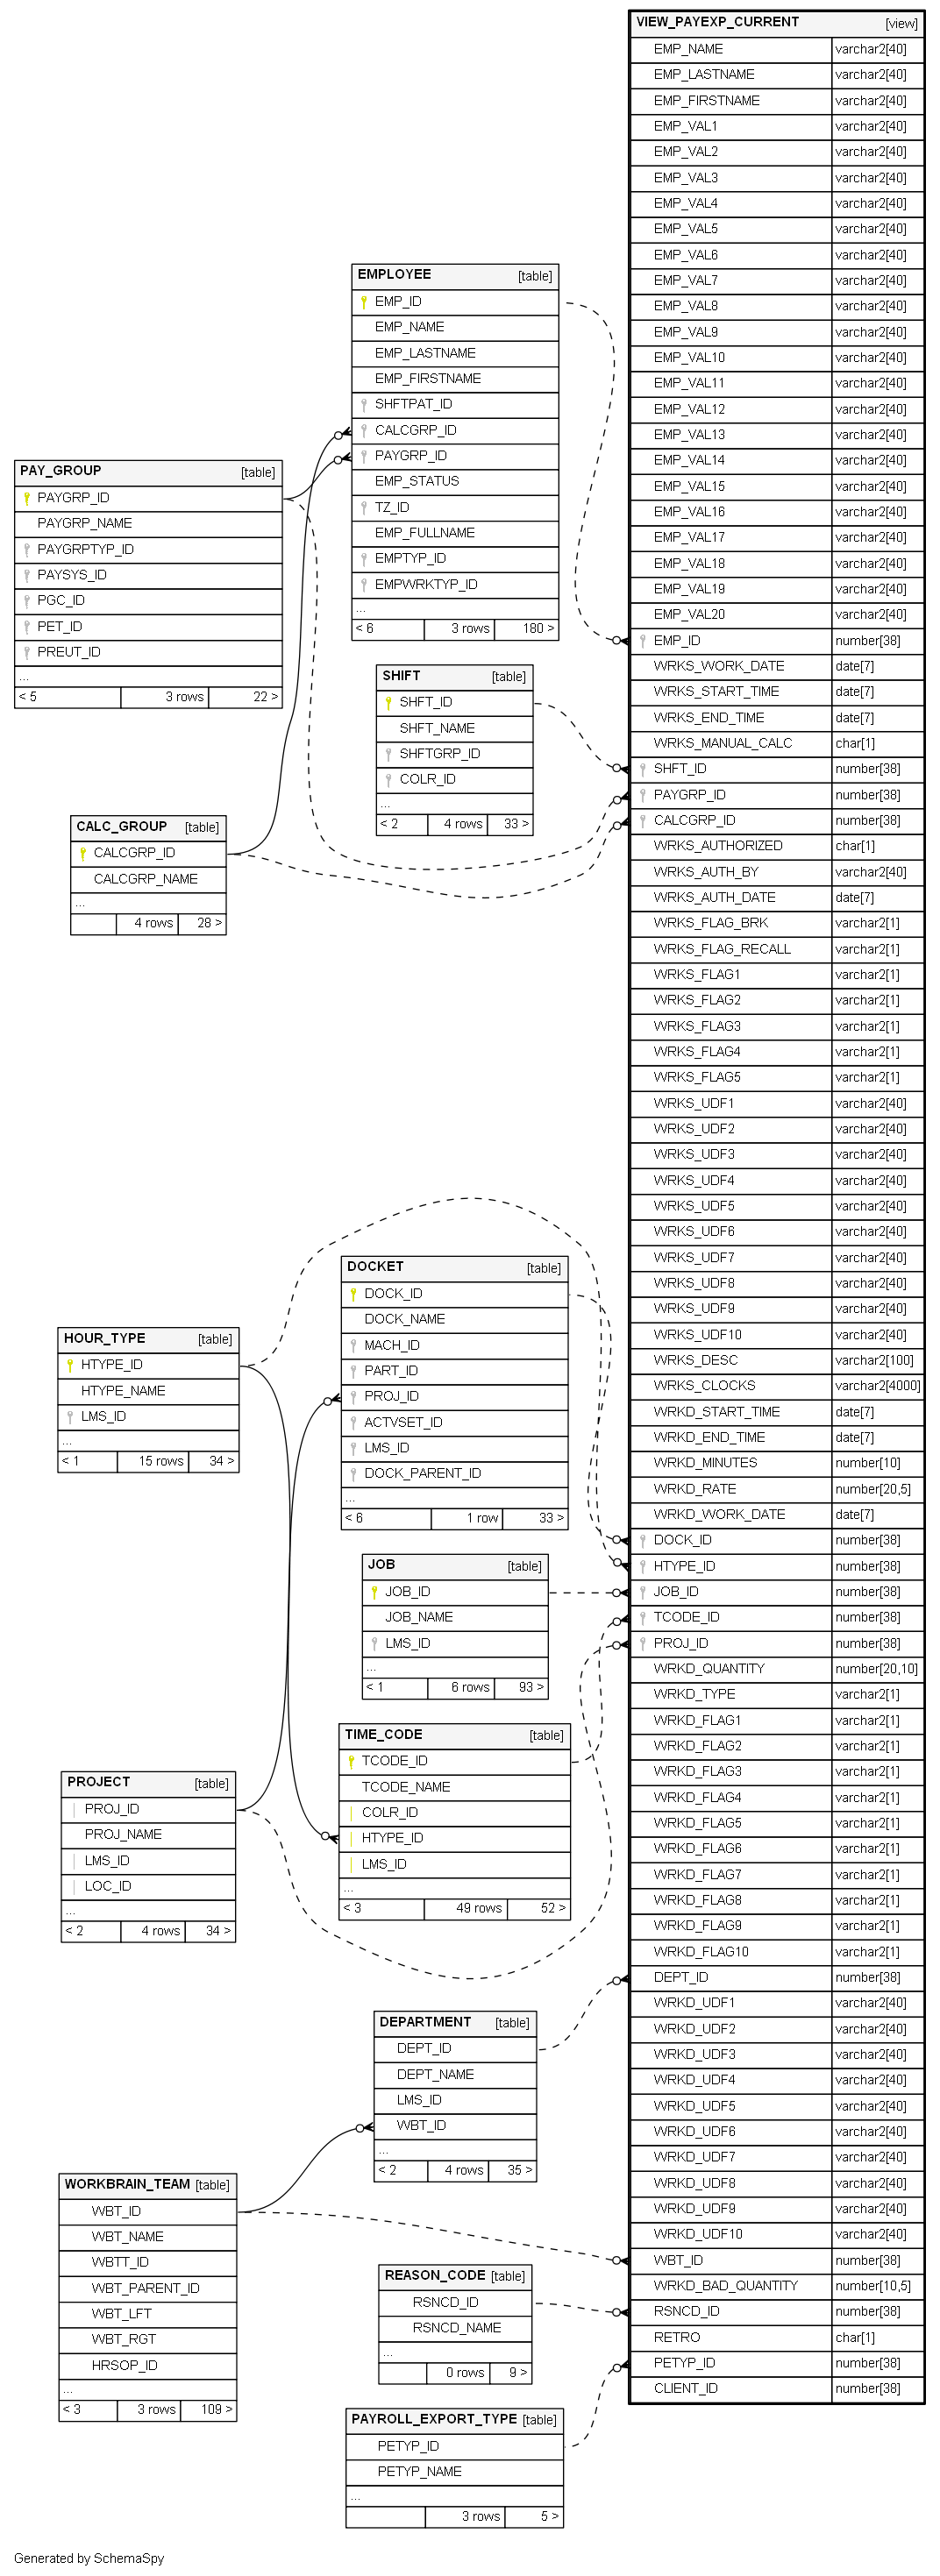 VIEW_PAYEXP_CURRENT [view]
EMP_NAME varchar2[40]
EMP_LASTNAME varchar2[40]
EMP_FIRSTNAME varchar2[40]
EMP_VAL1 varchar2[40]
EMP_VAL2 varchar2[40]
EMP_VAL3 varchar2[40]
EMP_VAL4 varchar2[40]
EMP_VAL5 varchar2[40]
EMP_VAL6 varchar2[40]
EMP_VAL7 varchar2[40]
EMP_VAL8 varchar2[40]
EMP_VAL9 varchar2[40]
EMP_VAL10 varchar2[40]
EMP_VAL11 varchar2[40]
EMP_VAL12 varchar2[40]
EMP_VAL13 varchar2[40]
EMP_VAL14 varchar2[40]
EMP_VAL15 varchar2[40]
EMP_VAL16 varchar2[40]
EMP_VAL17 varchar2[40]
EMP_VAL18 varchar2[40]
EMP_VAL19 varchar2[40]
EMP_VAL20 varchar2[40]
EMP_ID number[38]
WRKS_WORK_DATE date[7]
WRKS_START_TIME date[7]
WRKS_END_TIME date[7]
WRKS_MANUAL_CALC char[1]
SHFT_ID number[38]
PAYGRP_ID number[38]
CALCGRP_ID number[38]
WRKS_AUTHORIZED char[1]
WRKS_AUTH_BY varchar2[40]
WRKS_AUTH_DATE date[7]
WRKS_FLAG_BRK varchar2[1]
WRKS_FLAG_RECALL varchar2[1]
WRKS_FLAG1 varchar2[1]
WRKS_FLAG2 varchar2[1]
WRKS_FLAG3 varchar2[1]
WRKS_FLAG4 varchar2[1]
WRKS_FLAG5 varchar2[1]
WRKS_UDF1 varchar2[40]
WRKS_UDF2 varchar2[40]
WRKS_UDF3 varchar2[40]
WRKS_UDF4 varchar2[40]
WRKS_UDF5 varchar2[40]
WRKS_UDF6 varchar2[40]
WRKS_UDF7 varchar2[40]
WRKS_UDF8 varchar2[40]
WRKS_UDF9 varchar2[40]
WRKS_UDF10 varchar2[40]
WRKS_DESC varchar2[100]
WRKS_CLOCKS varchar2[4000]
WRKD_START_TIME date[7]
WRKD_END_TIME date[7]
WRKD_MINUTES number[10]
WRKD_RATE number[20,5]
WRKD_WORK_DATE date[7]
DOCK_ID number[38]
HTYPE_ID number[38]
JOB_ID number[38]
TCODE_ID number[38]
PROJ_ID number[38]
WRKD_QUANTITY number[20,10]
WRKD_TYPE varchar2[1]
WRKD_FLAG1 varchar2[1]
WRKD_FLAG2 varchar2[1]
WRKD_FLAG3 varchar2[1]
WRKD_FLAG4 varchar2[1]
WRKD_FLAG5 varchar2[1]
WRKD_FLAG6 varchar2[1]
WRKD_FLAG7 varchar2[1]
WRKD_FLAG8 varchar2[1]
WRKD_FLAG9 varchar2[1]
WRKD_FLAG10 varchar2[1]
DEPT_ID number[38]
WRKD_UDF1 varchar2[40]
WRKD_UDF2 varchar2[40]
WRKD_UDF3 varchar2[40]
WRKD_UDF4 varchar2[40]
WRKD_UDF5 varchar2[40]
WRKD_UDF6 varchar2[40]
WRKD_UDF7 varchar2[40]
WRKD_UDF8 varchar2[40]
WRKD_UDF9 varchar2[40]
WRKD_UDF10 varchar2[40]
WBT_ID number[38]
WRKD_BAD_QUANTITY number[10,5]
RSNCD_ID number[38]
RETRO char[1]
PETYP_ID number[38]
CLIENT_ID number[38]
EMPLOYEE [table]
EMP_ID
EMP_NAME
EMP_LASTNAME
EMP_FIRSTNAME
SHFTPAT_ID
CALCGRP_ID
PAYGRP_ID
EMP_STATUS
TZ_ID
EMP_FULLNAME
EMPTYP_ID
EMPWRKTYP_ID
...
< 6 3 rows 180 >
PAY_GROUP [table]
PAYGRP_ID
PAYGRP_NAME
PAYGRPTYP_ID
PAYSYS_ID
PGC_ID
PET_ID
PREUT_ID
...
< 5 3 rows 22 >
SHIFT [table]
SHFT_ID
SHFT_NAME
SHFTGRP_ID
COLR_ID
...
< 2 4 rows 33 >
CALC_GROUP [table]
CALCGRP_ID
CALCGRP_NAME
...
4 rows 28 >
DOCKET [table]
DOCK_ID
DOCK_NAME
MACH_ID
PART_ID
PROJ_ID
ACTVSET_ID
LMS_ID
DOCK_PARENT_ID
...
< 6 1 row 33 >
HOUR_TYPE [table]
HTYPE_ID
HTYPE_NAME
LMS_ID
...
< 1 15 rows 34 >
JOB [table]
JOB_ID
JOB_NAME
LMS_ID
...
< 1 6 rows 93 >
TIME_CODE [table]
TCODE_ID
TCODE_NAME
COLR_ID
HTYPE_ID
LMS_ID
...
< 3 49 rows 52 >
PROJECT [table]
PROJ_ID
PROJ_NAME
LMS_ID
LOC_ID
...
< 2 4 rows 34 >
DEPARTMENT [table]
DEPT_ID
DEPT_NAME
LMS_ID
WBT_ID
...
< 2 4 rows 35 >
WORKBRAIN_TEAM [table]
WBT_ID
WBT_NAME
WBTT_ID
WBT_PARENT_ID
WBT_LFT
WBT_RGT
HRSOP_ID
...
< 3 3 rows 109 >
REASON_CODE [table]
RSNCD_ID
RSNCD_NAME
...
0 rows 9 >
PAYROLL_EXPORT_TYPE [table]
PETYP_ID
PETYP_NAME
...
3 rows 5 >
Generated by SchemaSpy